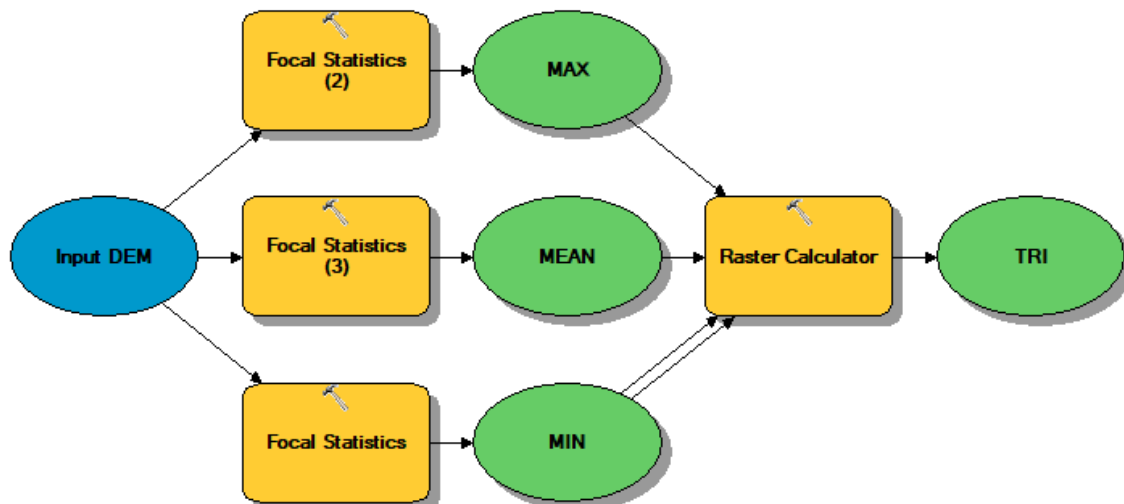 Focal Statistics
(2)
MAX
Input DEM
Focal Statistics
(3)
MEAN
Raster Calculator
TRI
Focal Statistics
MIN